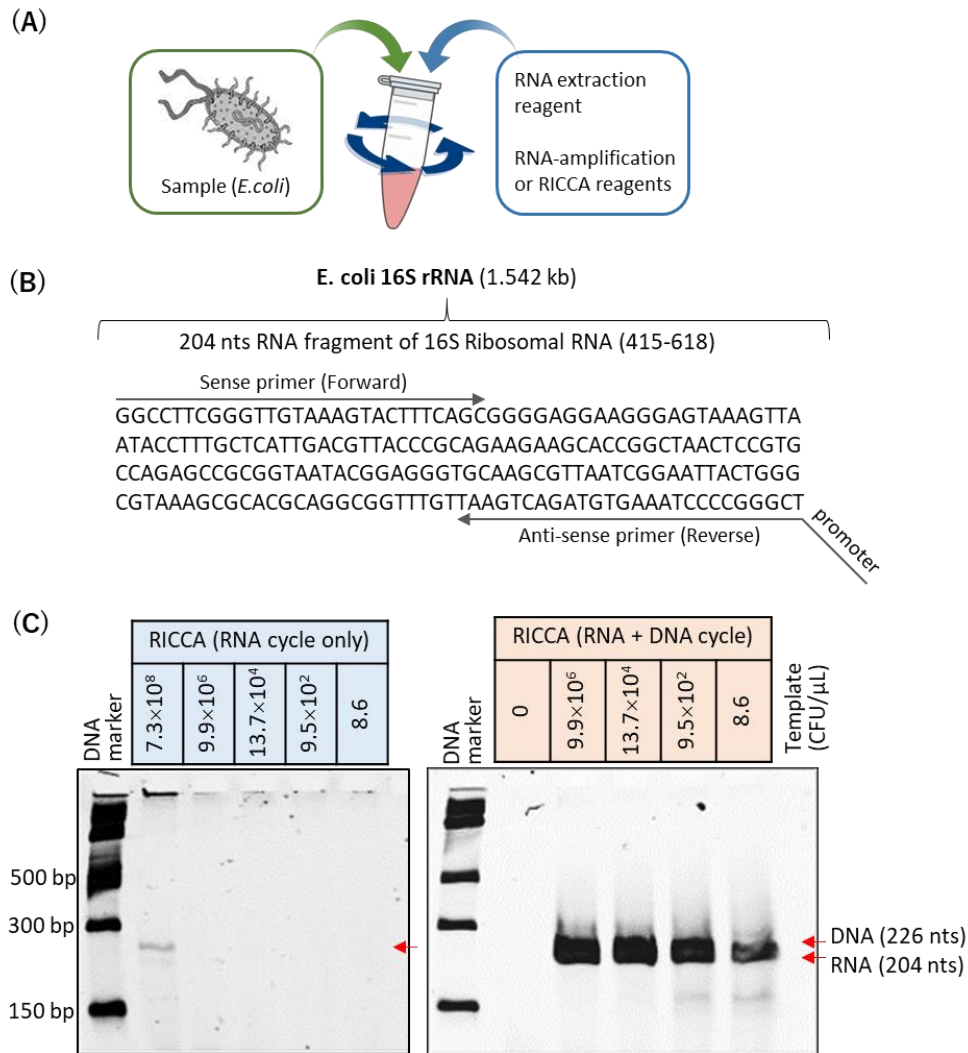 (A)
Sample (E.coli)
RNA extraction
reagent
RNA-amplification
or RICCA reagents
(B)
E. coli 16S rRNA (1.542 kb)
204 nts RNA fragment of 16S Ribosomal RNA (415-618)
Sense primer (Forward)
GGCCTTCGGGTTGTAAAGTACTTTCAGCGGGGAGGAAGGGAGTAAAGTTA
ATACCTTTGCTCATTGACGTTACCCGCAGAAGAAGCACCGGCTAACTCCGTG
CCAGAGCCGCGGTAATACGGAGGGTGCAAGCGTTAATCGGAATTACTGGG
CGTAAAGCGCACGCAGGCGGTTTGTTAAGTCAGATGTGAAATCCCCGGGCT
Anti-sense primer (Reverse)
promoter
(C)
DNA
marker
RICCA (RNA cycle only)
7.3×10⁸
9.9×10⁶
13.7×10⁴
9.5×10²
8.6
500 bp
300 bp
150 bp
DNA
marker
RICCA (RNA + DNA cycle)
0
9.9×10⁶
13.7×10⁴
9.5×10²
8.6
Template
(CFU/µL)
DNA (226 nts)
RNA (204 nts)